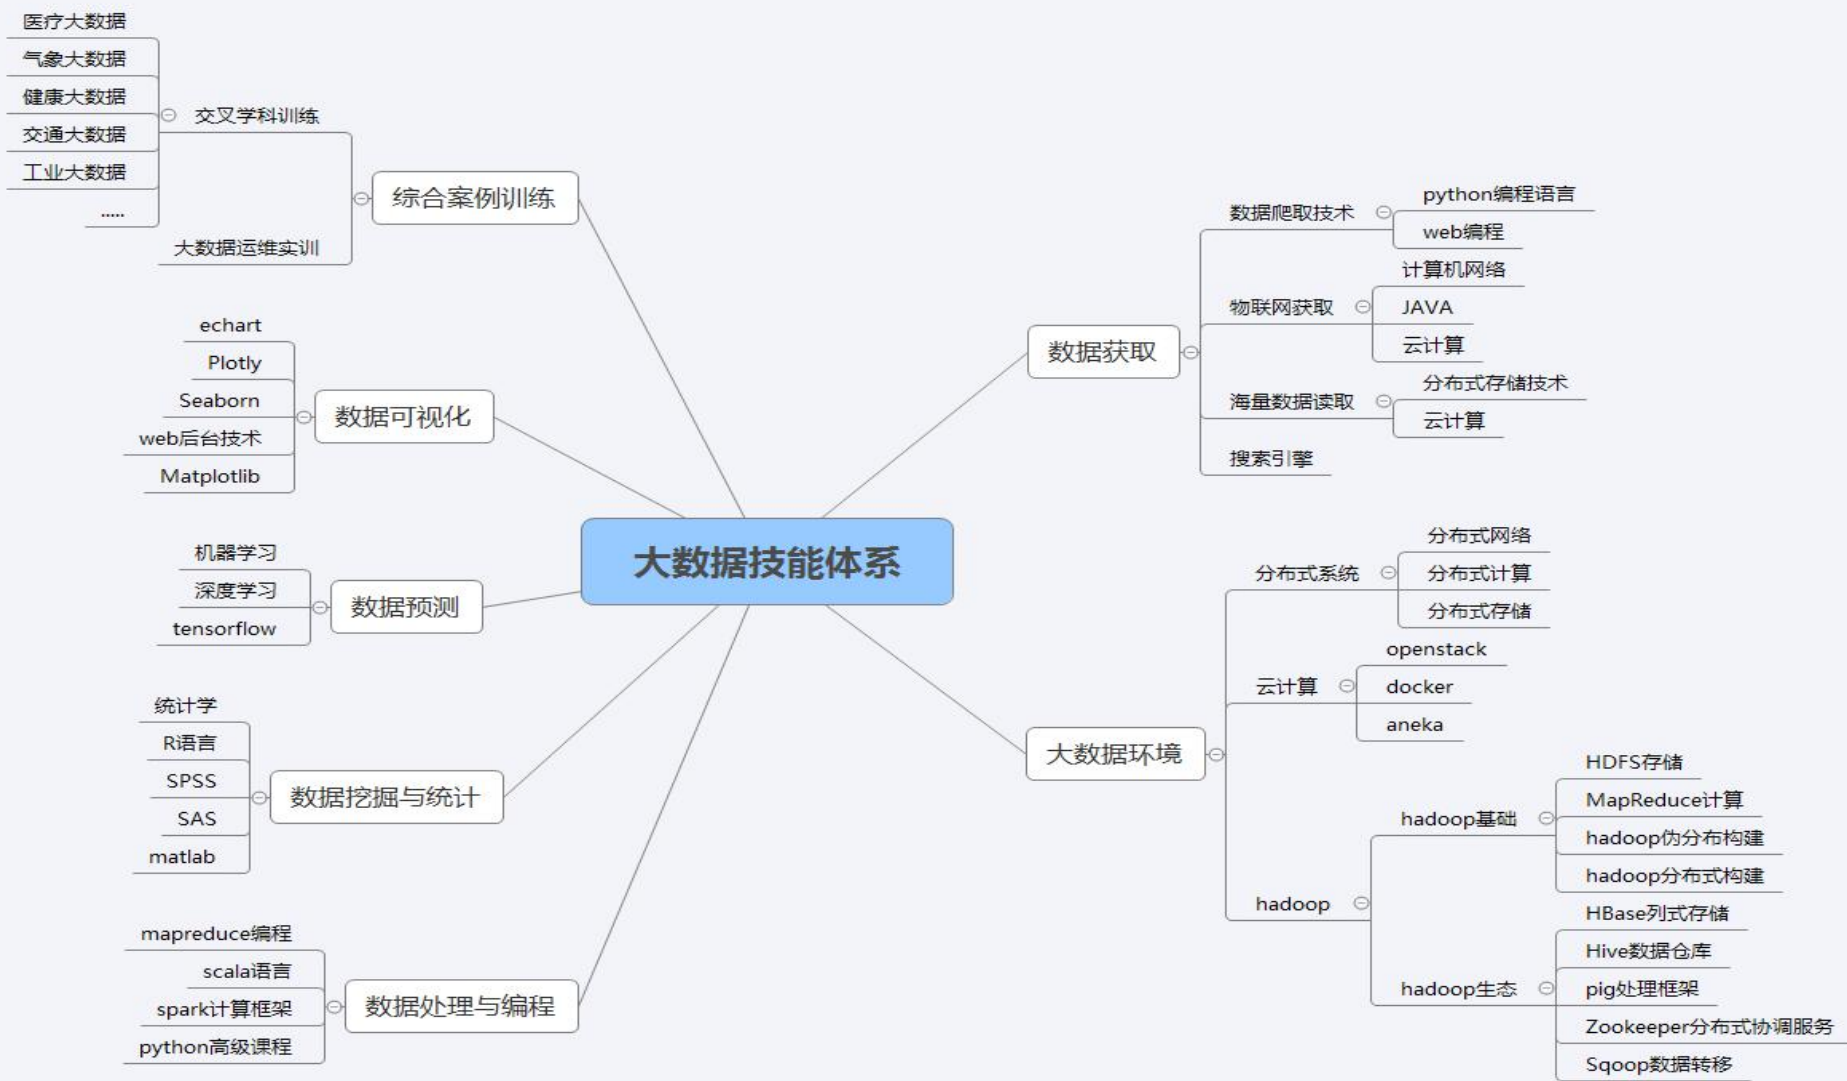 大数据技能体系
综合案例训练
交叉学科训练
医疗大数据
气象大数据
健康大数据
交通大数据
工业大数据
.....
大数据运维实训
数据可视化
echart
Plotly
Seaborn
web后台技术
Matplotlib
数据预测
机器学习
深度学习
tensorflow
数据挖掘与统计
统计学
R语言
SPSS
SAS
matlab
数据处理与编程
mapreduce编程
scala语言
spark计算框架
python高级课程
数据获取
数据爬取技术
python编程语言
web编程
物联网获取
计算机网络
JAVA
云计算
海量数据读取
分布式存储技术
云计算
搜素引擎
大数据环境
分布式系统
分布式网络
分布式计算
分布式存储
云计算
openstack
docker
aneka
hadoop
hadoop基础
HDFS存储
MapReduce计算
hadoop伪分布构建
hadoop分布式构建
hadoop生态
HBase列式存储
Hive数据仓库
pig处理框架
Zookeeper分布式协调服务
Sqoop数据转移